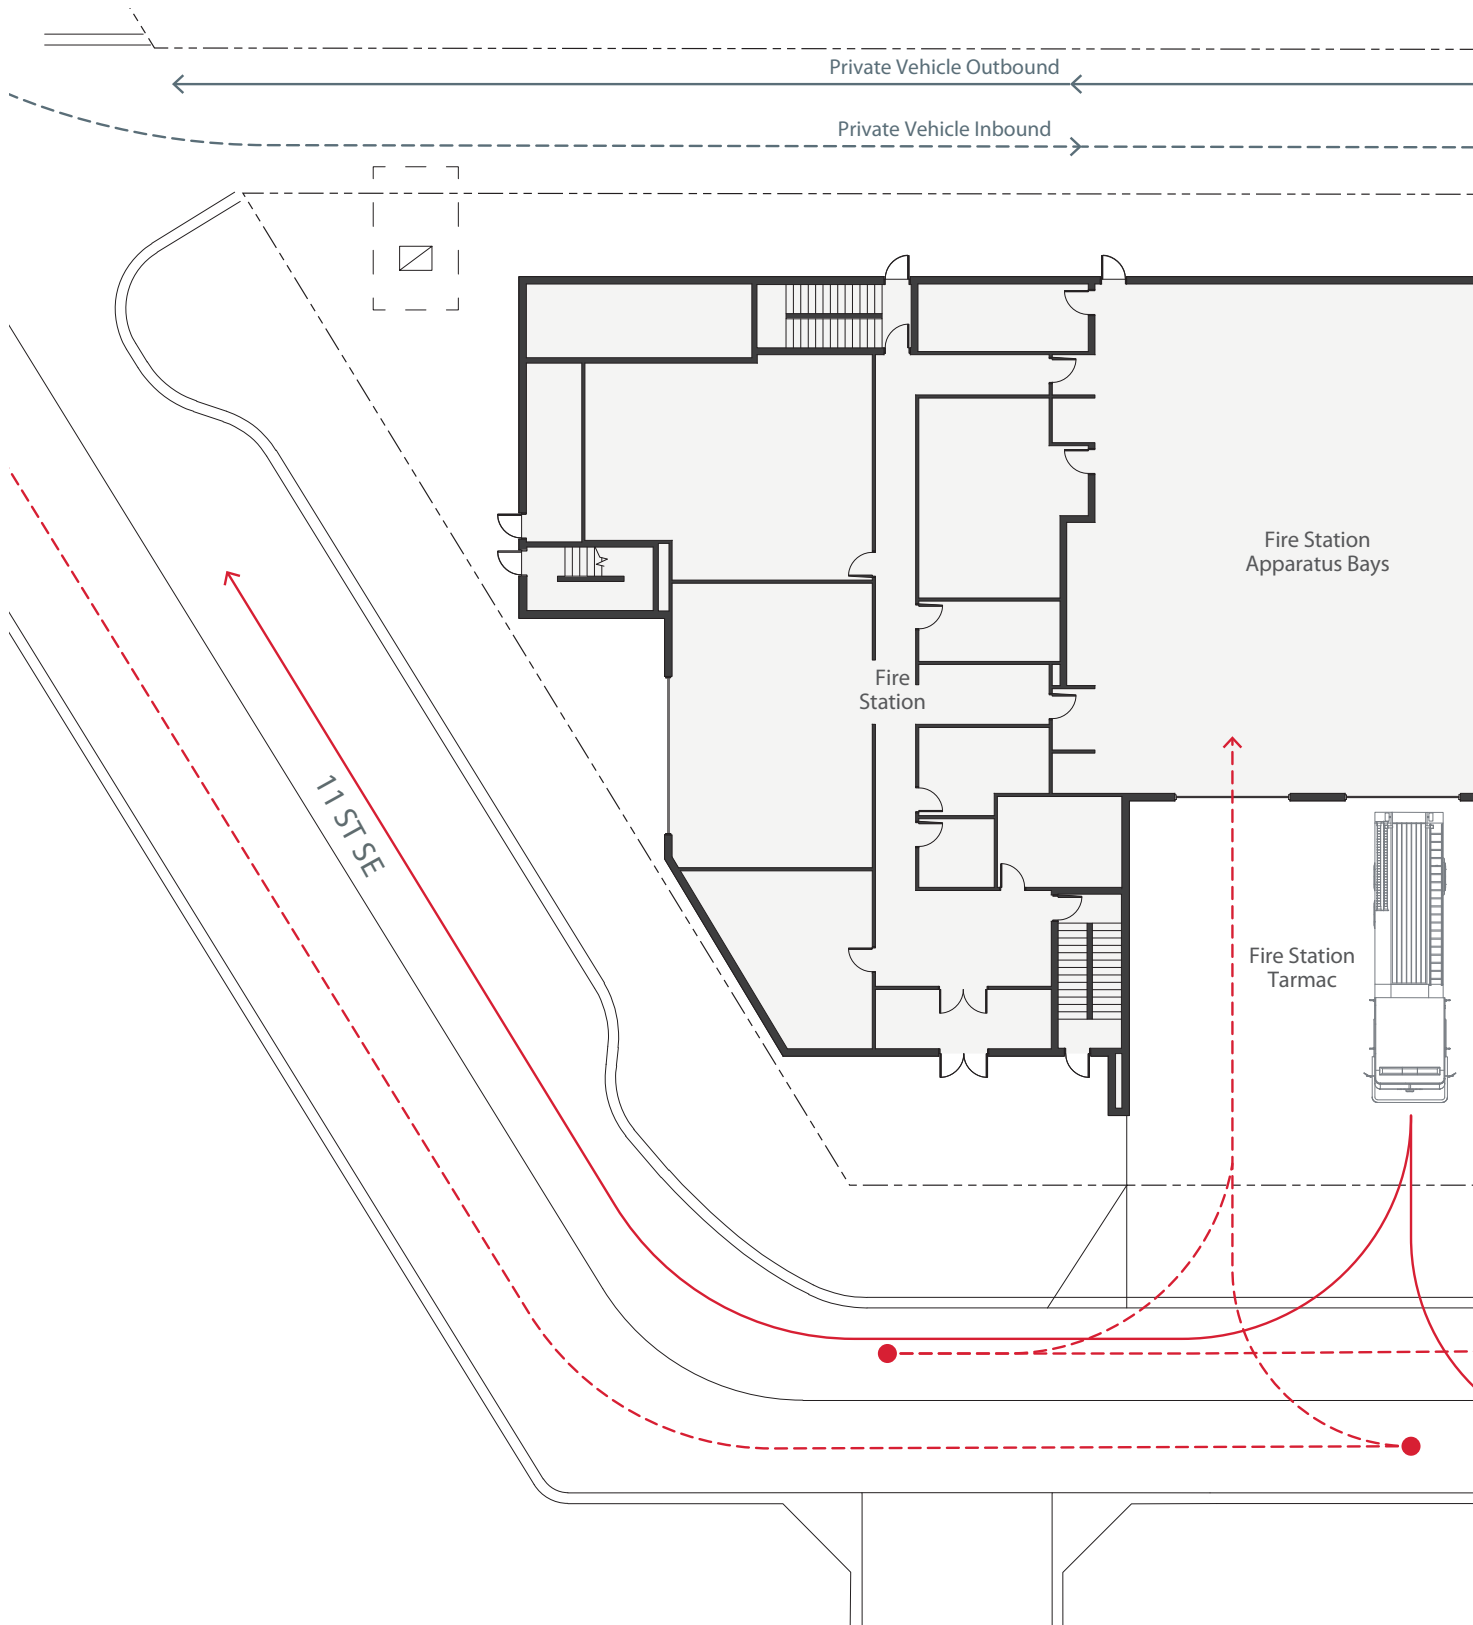 Private Vehicle Outbound
Private Vehicle Inbound
Fire Station
Apparatus Bays
Fire
Station
11 ST SE
Fire Station
Tarmac